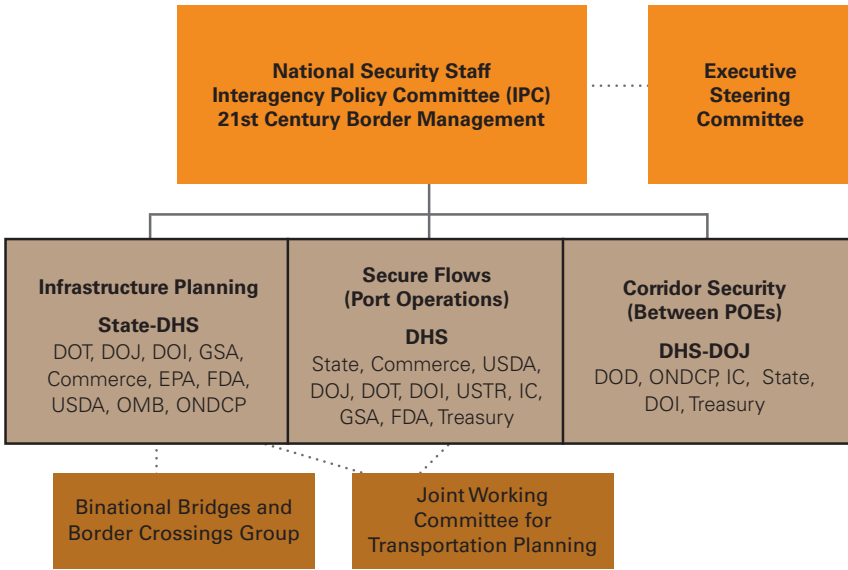 National Security Staff
Interagency Policy Committee (IPC)
21st Century Border Management
Executive
Steering
Committee
Infrastructure Planning
State-DHS
DOT, DOJ, DOI, GSA,
Commerce, EPA, FDA,
USDA, OMB, ONDCP
Secure Flows
(Port Operations)
DHS
State, Commerce, USDA,
DOJ, DOT, DOI, USTR, IC,
GSA, FDA, Treasury
Corridor Security
(Between POEs)
DHS-DOJ
DOD, ONDCP, IC, State,
DOI, Treasury
Binational Bridges and
Border Crossings Group
Joint Working
Committee for
Transportation Planning